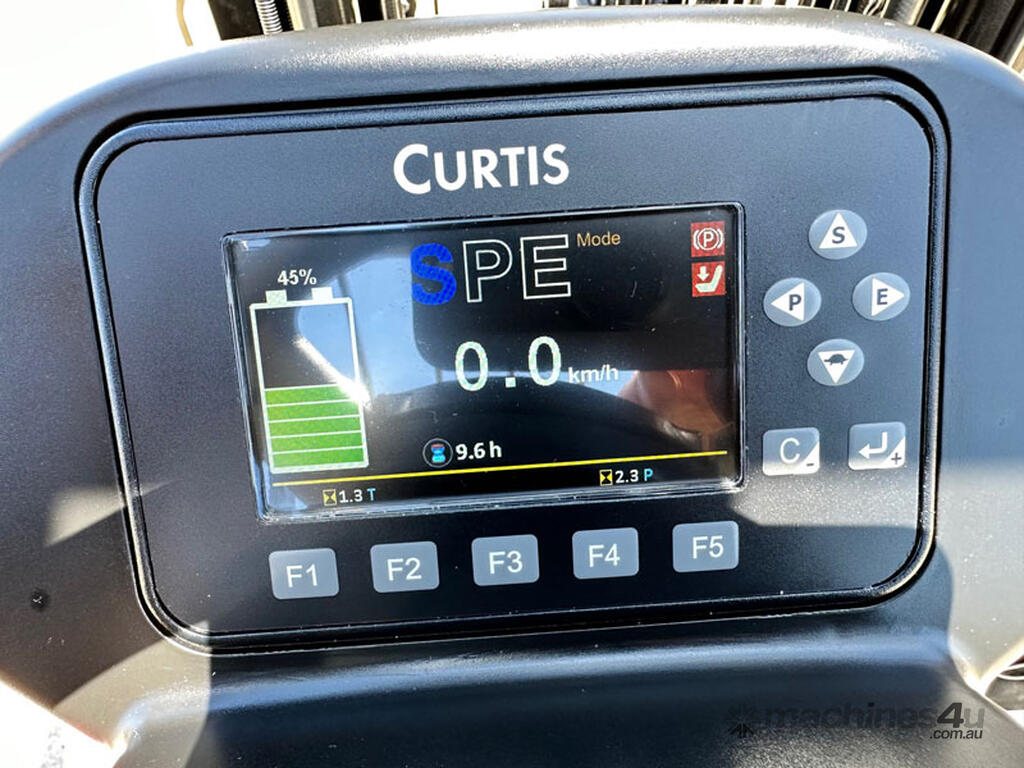 CURTIS
45%
SPE Mode
P
0.0 km/h
9.6 h
1.3 T
2.3 P
S
P
E
C -
+
F1 F2 F3 F4 F5
machines4u
.com.au